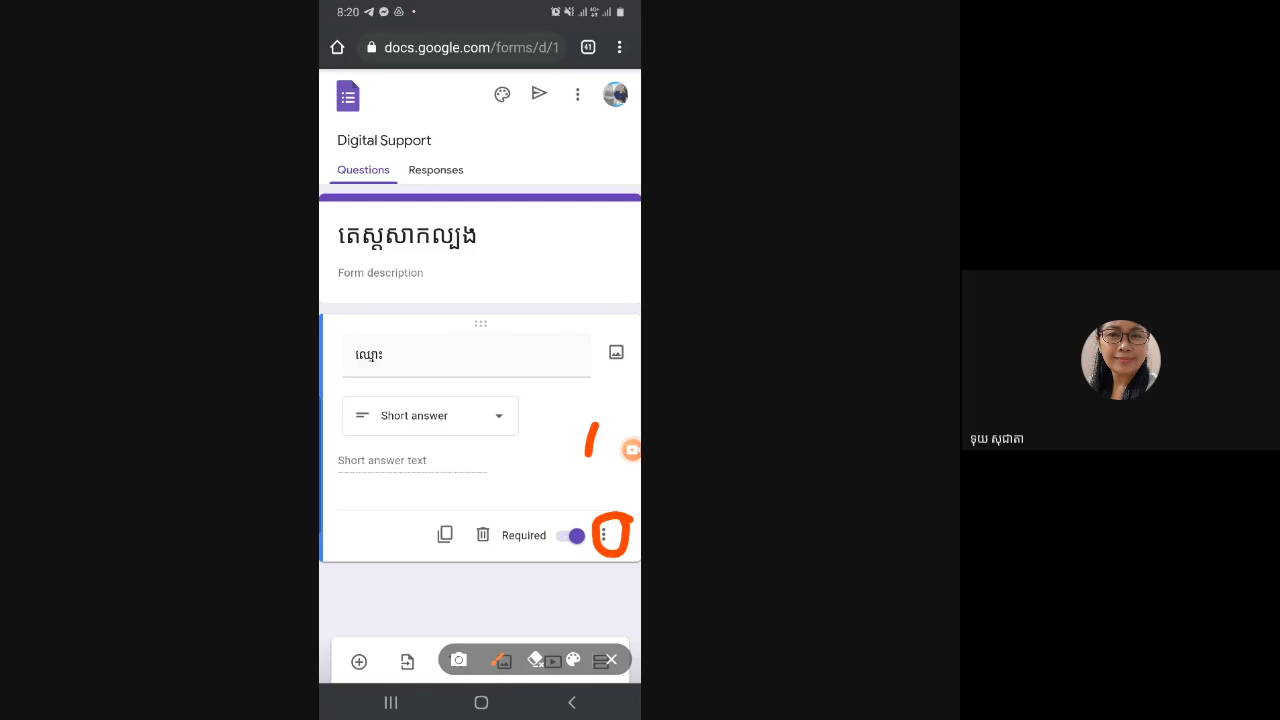 8:20
4G+
docs.google.com/forms/d/1
41
Digital Support
Questions Responses
តេស្តសាកល្បង
Form description
ឈ្មោះ
Short answer
Short answer text
Required
ទុយ សុជាតា